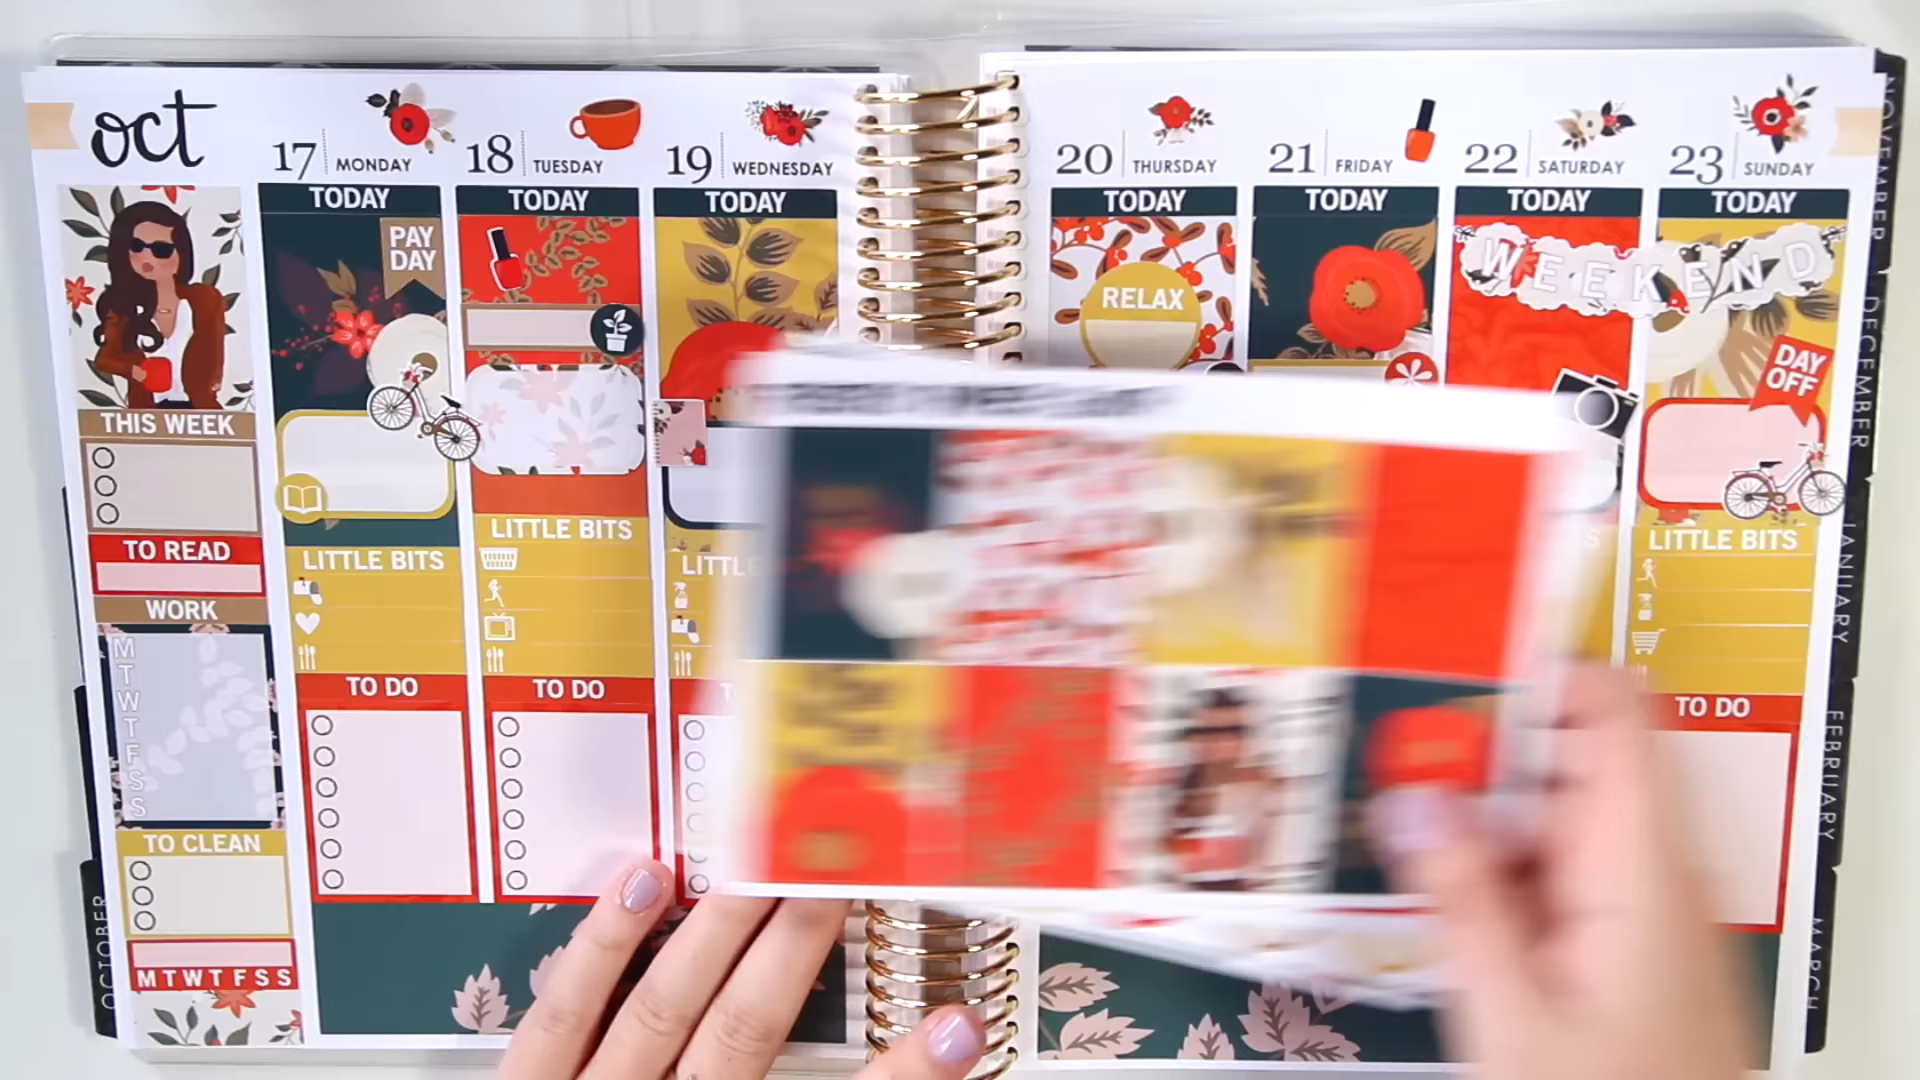 oct
17 MONDAY
18 TUESDAY
19 WEDNESDAY
20 THURSDAY
21 FRIDAY
22 SATURDAY
23 SUNDAY
TODAY
TODAY
TODAY
TODAY
TODAY
TODAY
TODAY
PAY
DAY
RELAX
WEEKEND
DAY
OFF
THIS WEEK
TO READ
WORK
M
T
W
T
F
S
S
TO CLEAN
M T W T F S S
LITTLE BITS
LITTLE BITS
LITTLE
LITTLE BITS
TO DO
TO DO
TO DO
OCTOBER
NOVEMBER
DECEMBER
JANUARY
FEBRUARY
MARCH